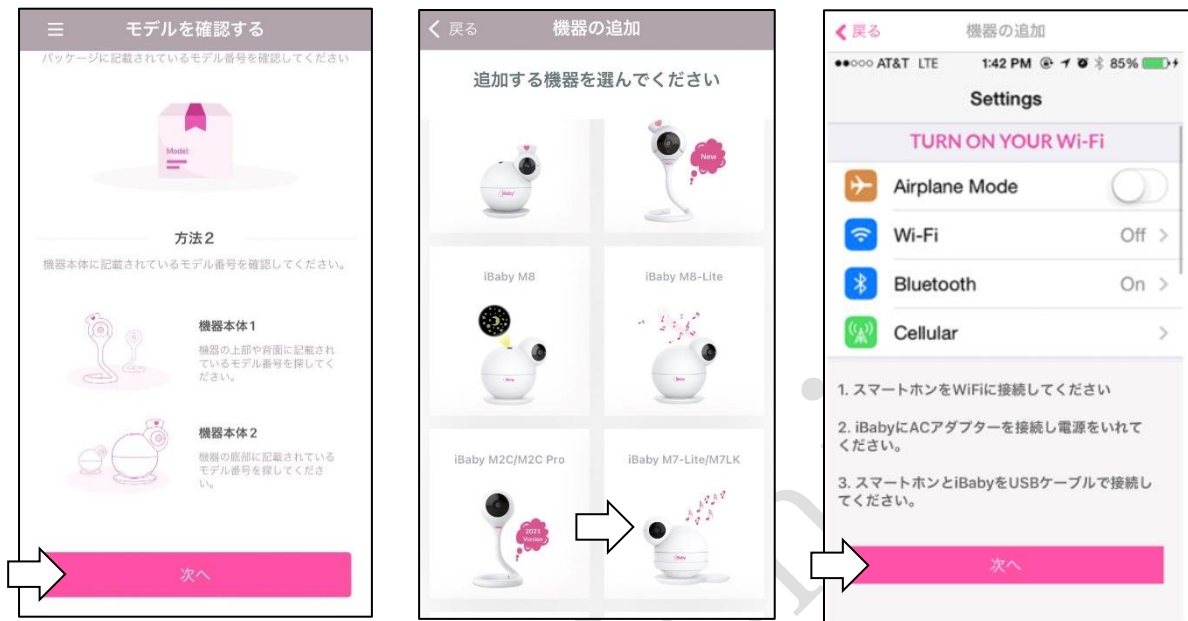 モデルを確認する
パッケージに記載されているモデル番号を確認してください
Model:
方法2
機器本体に記載されているモデル番号を確認してください。
機器本体1
機器の上部や背面に記載され
ているモデル番号を探してく
ださい。
機器本体2
機器の底部に記載されている
モデル番号を探してくださ
い。
次へ
戻る
機器の追加
追加する機器を選んでください
New
iBaby
iBaby M8
iBaby M8-Lite
iBaby M2C/M2C Pro
iBaby M7-Lite/M7LK
2021
Version
戻る
機器の追加
AT&T LTE 1:42 PM 85%
Settings
TURN ON YOUR Wi-Fi
Airplane Mode
Wi-Fi Off
Bluetooth On
Cellular
1. スマートホンをWiFiに接続してください
2. iBabyにACアダプターを接続し電源をいれて
ください。
3. スマートホンとiBabyをUSBケーブルで接続し
てください。
次へ